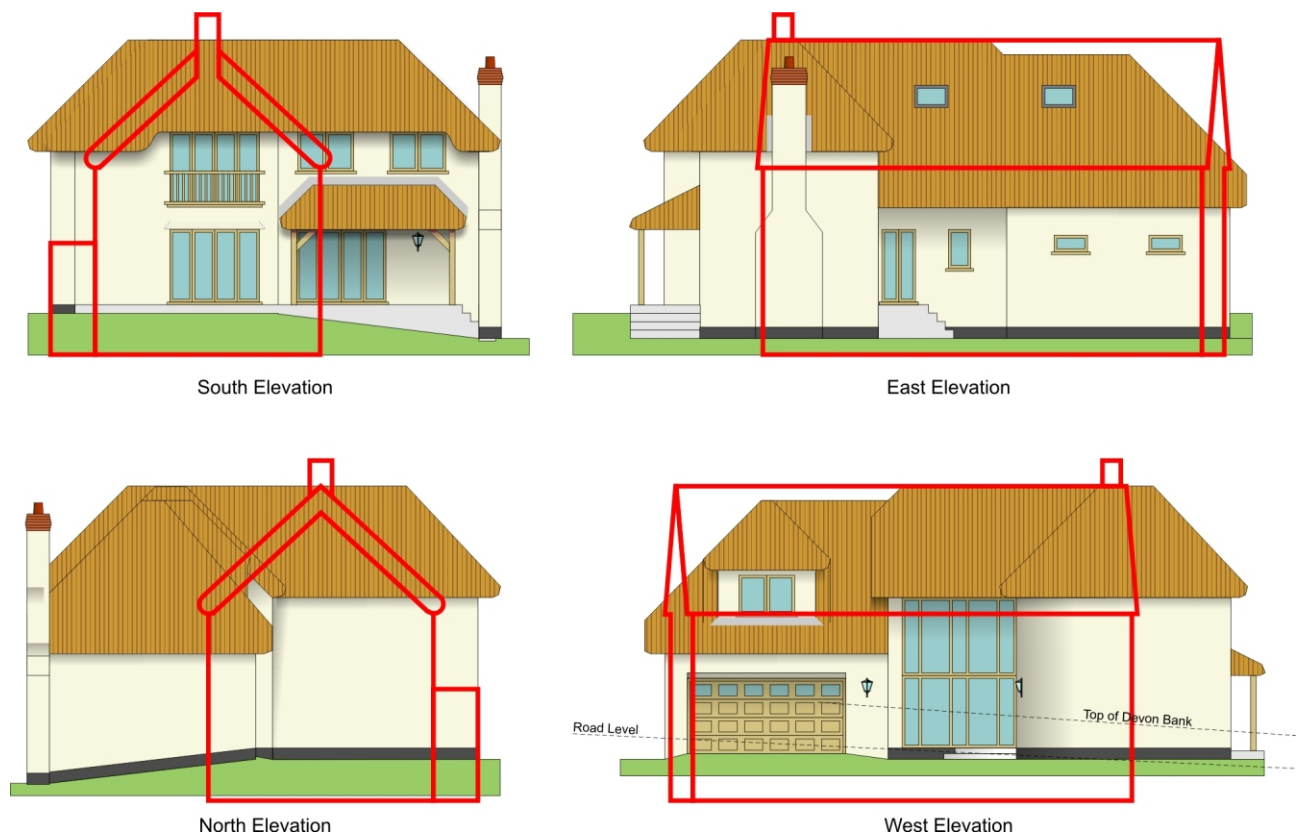 South Elevation
East Elevation
Road Level
Top of Devon Bank
North Elevation
West Elevation